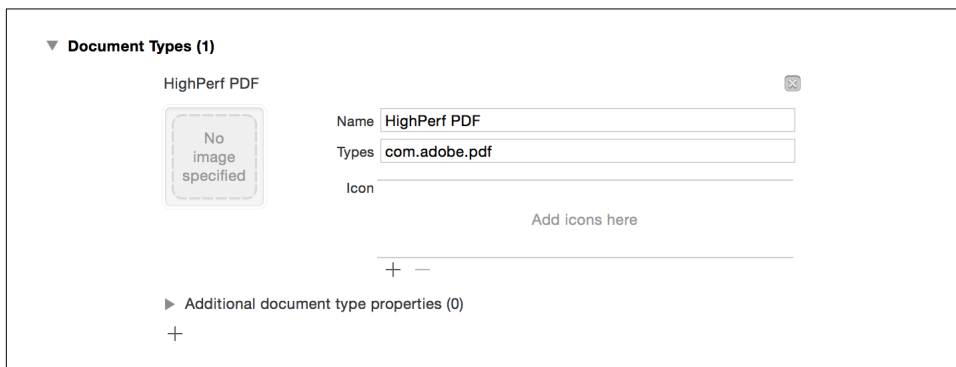 Document Types (1)
HighPerf PDF
No
image
specified
Name HighPerf PDF
Types com.adobe.pdf
Icon
Add icons here
Additional document type properties (0)